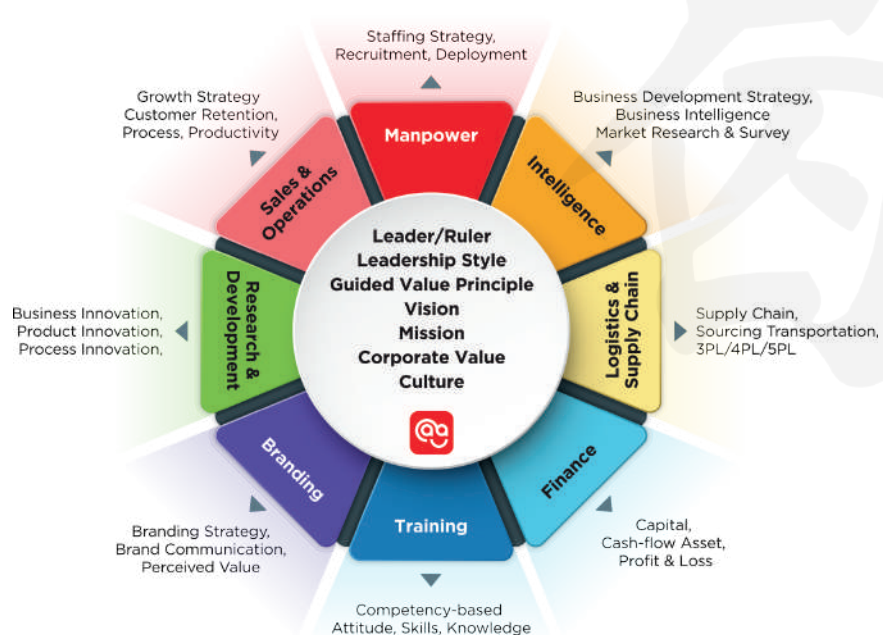 Staffing Strategy,
Recruitment, Deployment
Manpower
Business Development Strategy,
Business Intelligence
Market Research & Survey
Intelligence
Supply Chain,
Sourcing Transportation,
3PL/4PL/5PL
Logistics &
Supply Chain
Capital,
Cash-flow Asset,
Profit & Loss
Finance
Competency-based
Attitude, Skills, Knowledge
Training
Branding Strategy,
Brand Communication,
Perceived Value
Branding
Business Innovation,
Product Innovation,
Process Innovation,
Research &
Development
Growth Strategy
Customer Retention,
Process, Productivity
Sales &
Operations
Leader/Ruler
Leadership Style
Guided Value Principle
Vision
Mission
Corporate Value
Culture